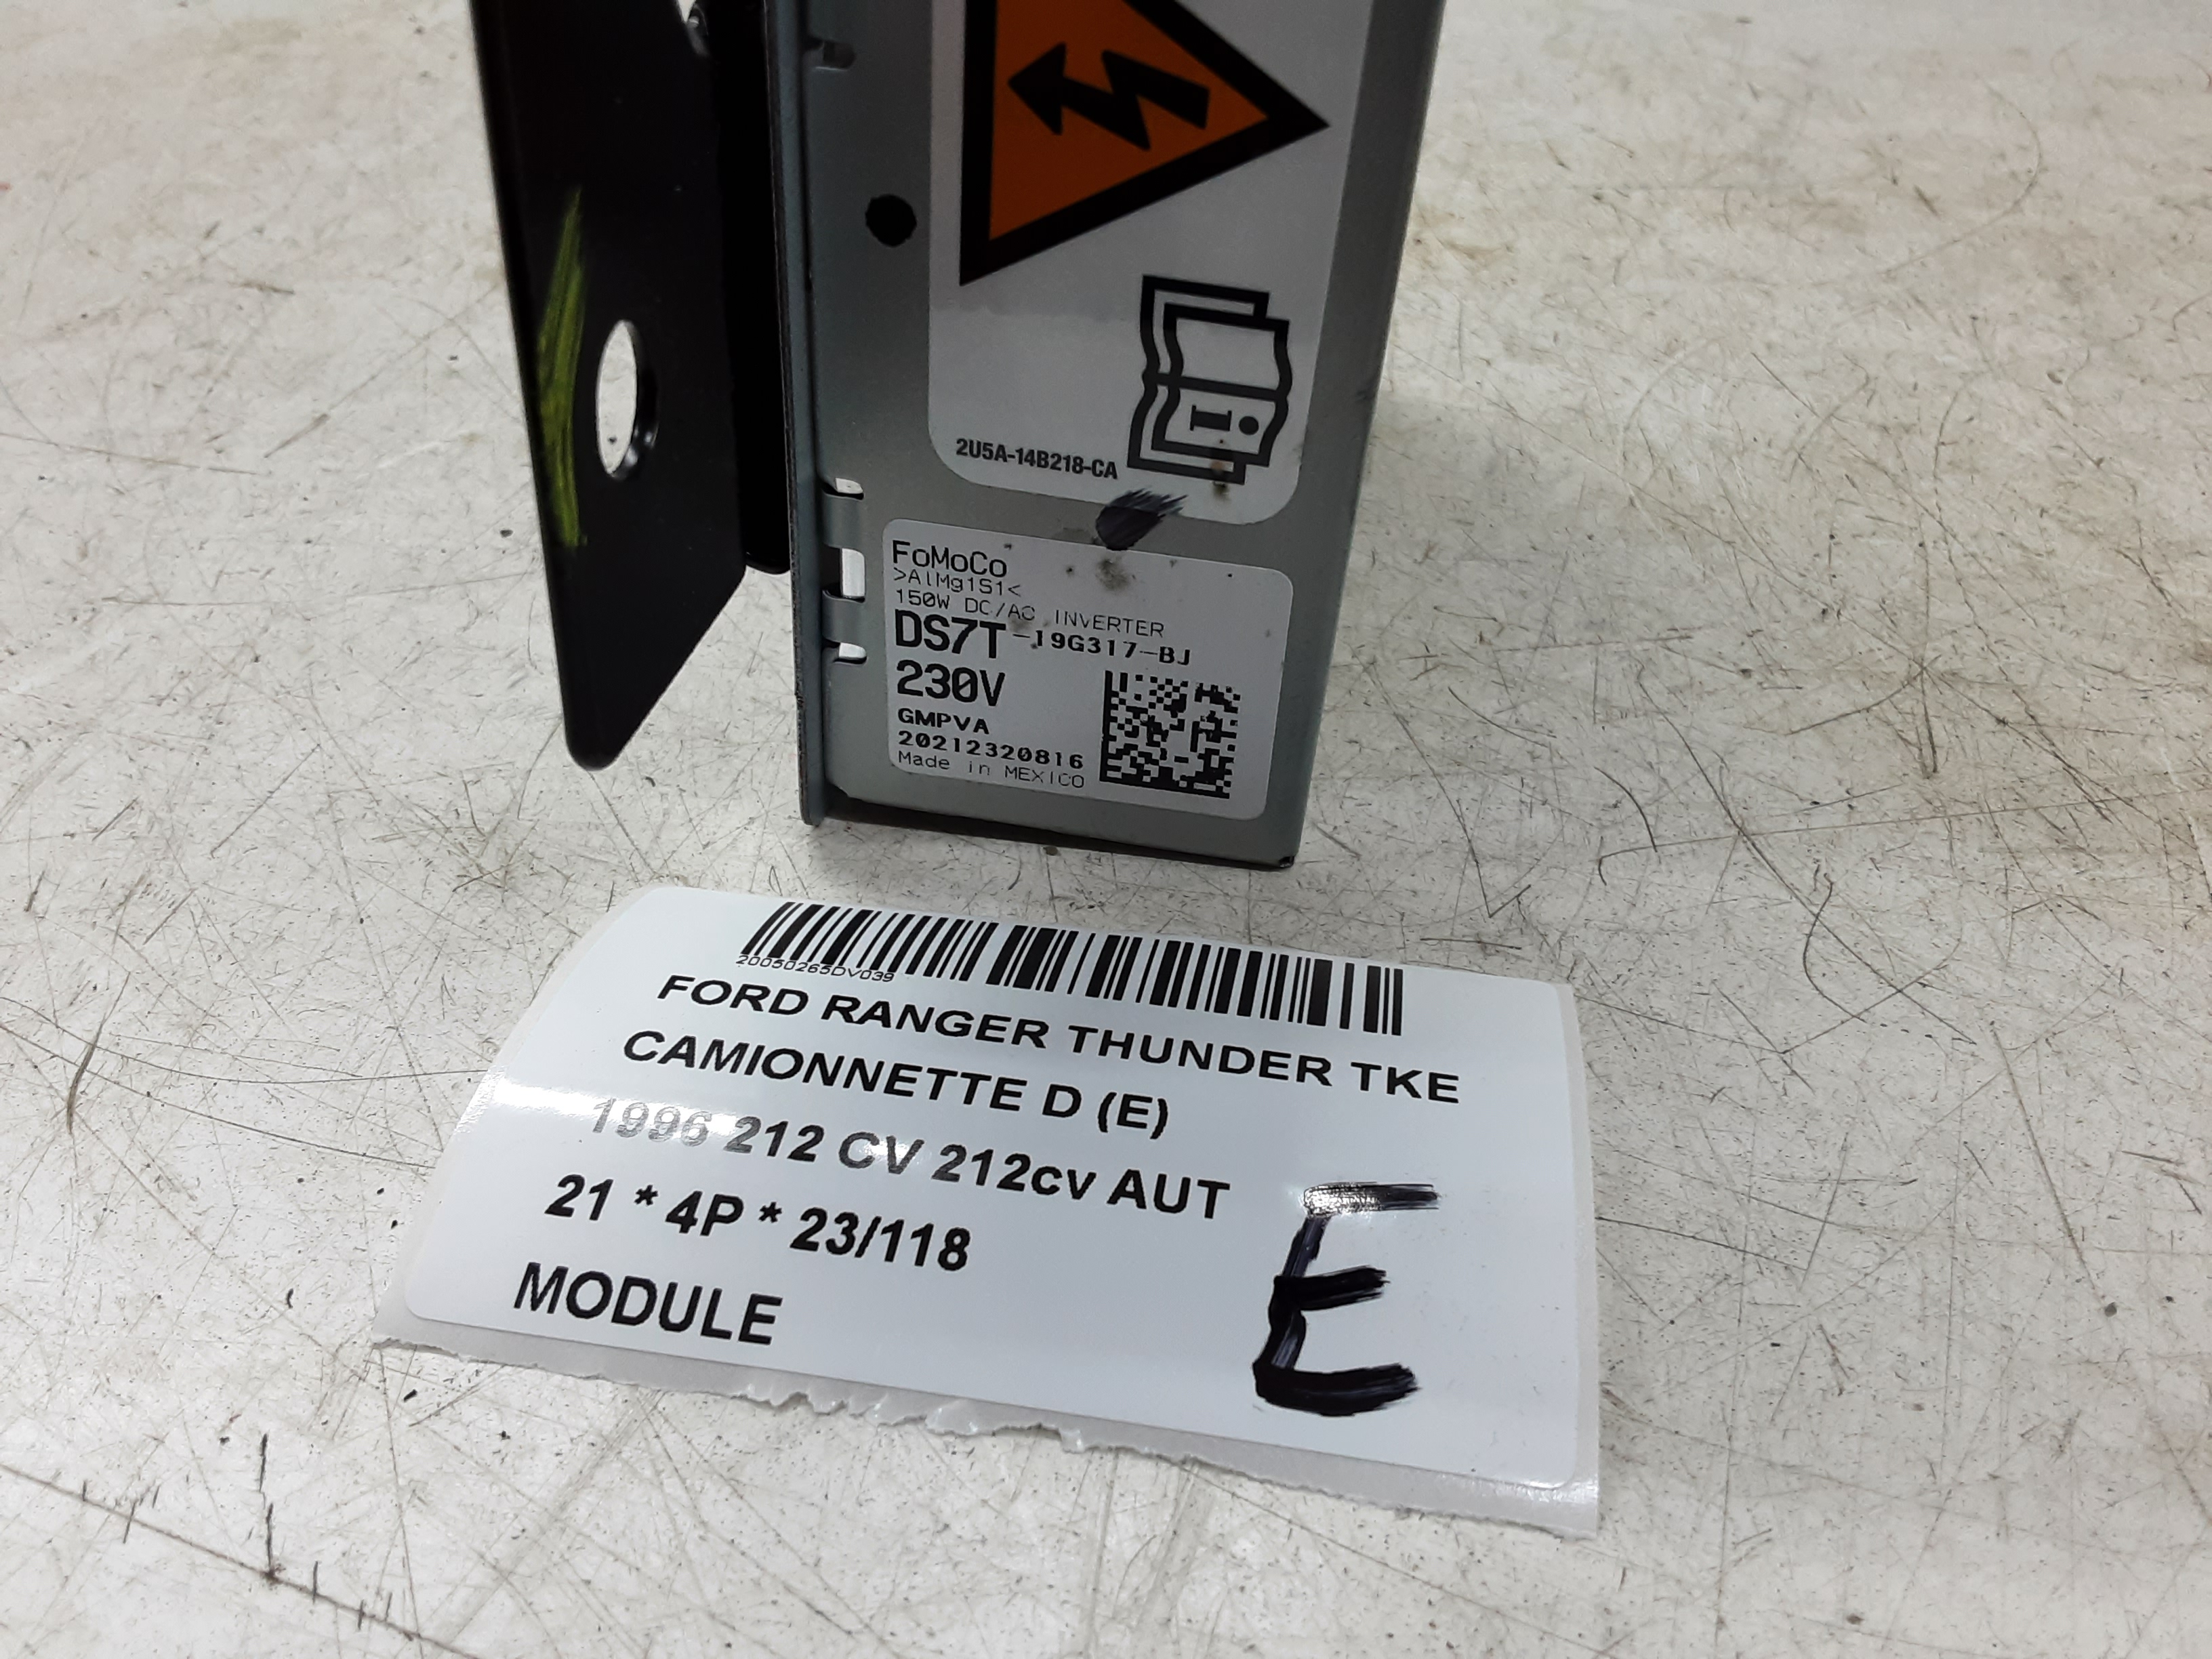 2U5A-14B218-CA
FoMoCo
>AlMg1S1<
150W DC/AC INVERTER
DS7T-19G317-BJ
230V
GMPVA
20212320816
Made in MEXICO
20050265DV039
FORD RANGER THUNDER TKE
CAMIONNETTE D (E)
1996 212 CV 212cv AUT
21 * 4P * 23/118
MODULE
E